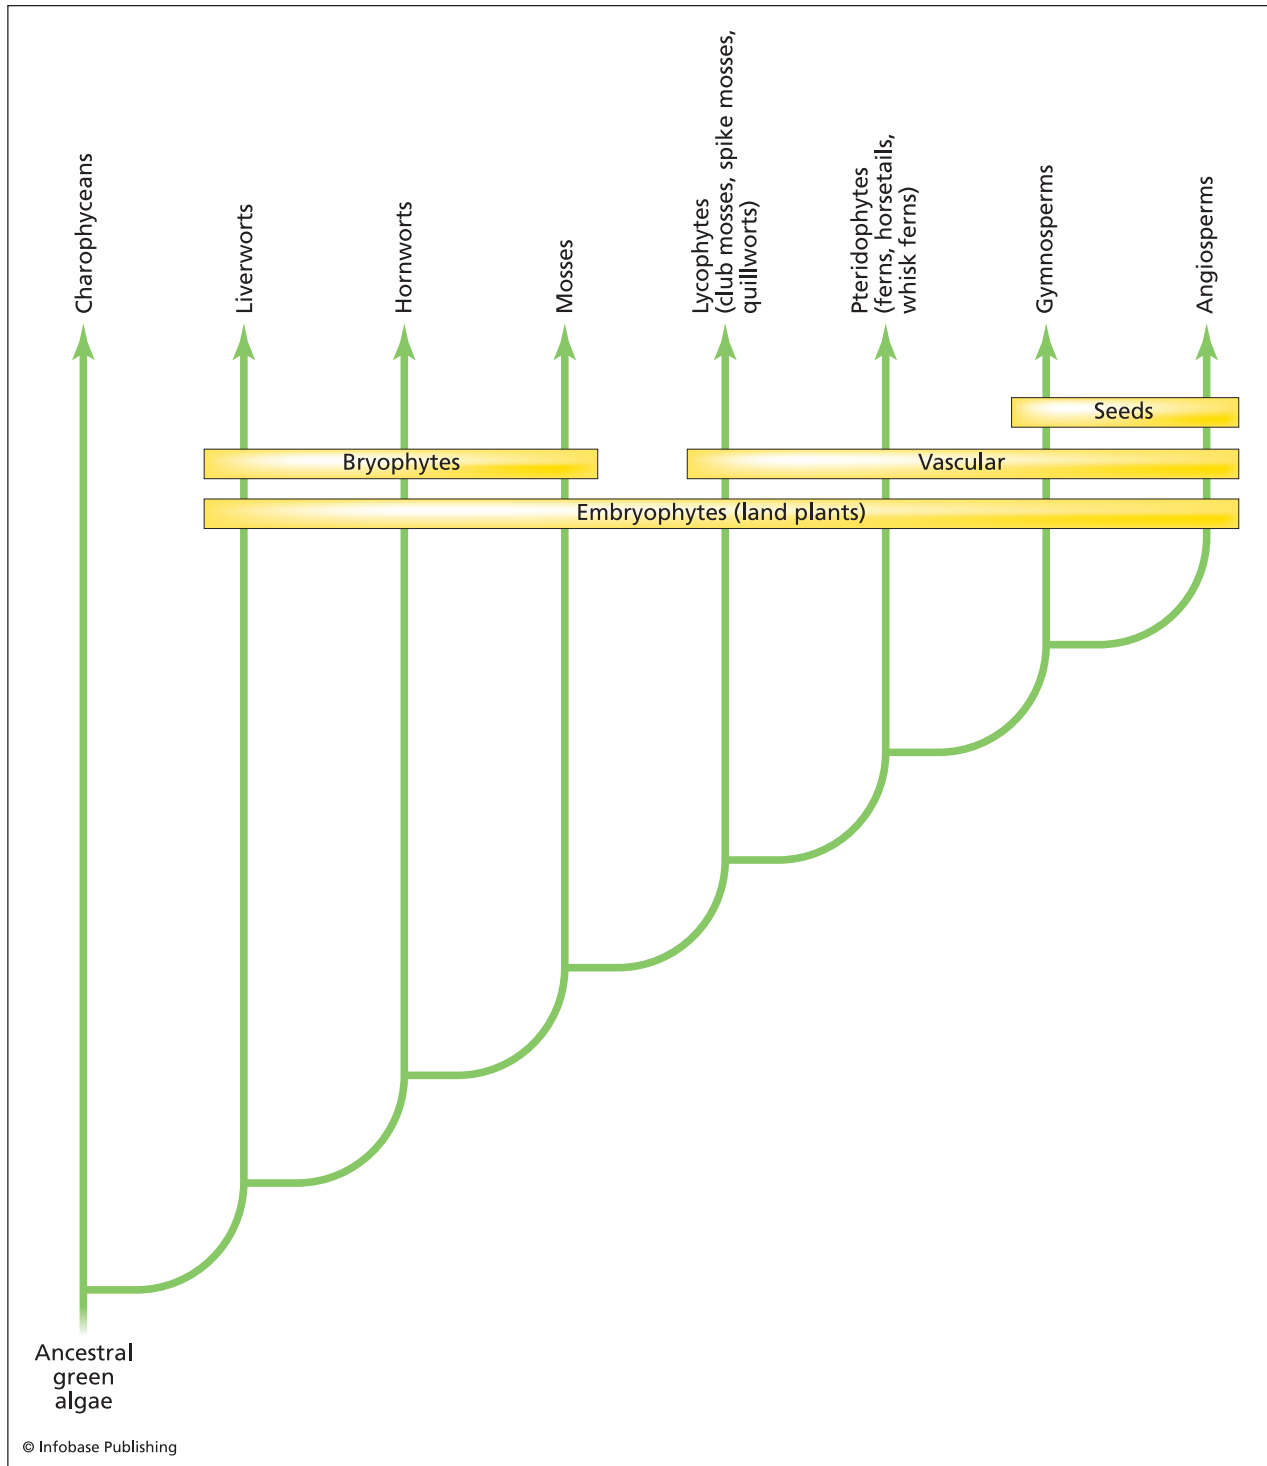 Charophyceans
Liverworts
Hornworts
Mosses
Lycophytes
(club mosses, spike mosses,
quillworts)
Pteridophytes
(ferns, horsetails,
whisk ferns)
Gymnosperms
Angiosperms
Seeds
Bryophytes
Vascular
Embryophytes (land plants)
Ancestral
green
algae
© Infobase Publishing